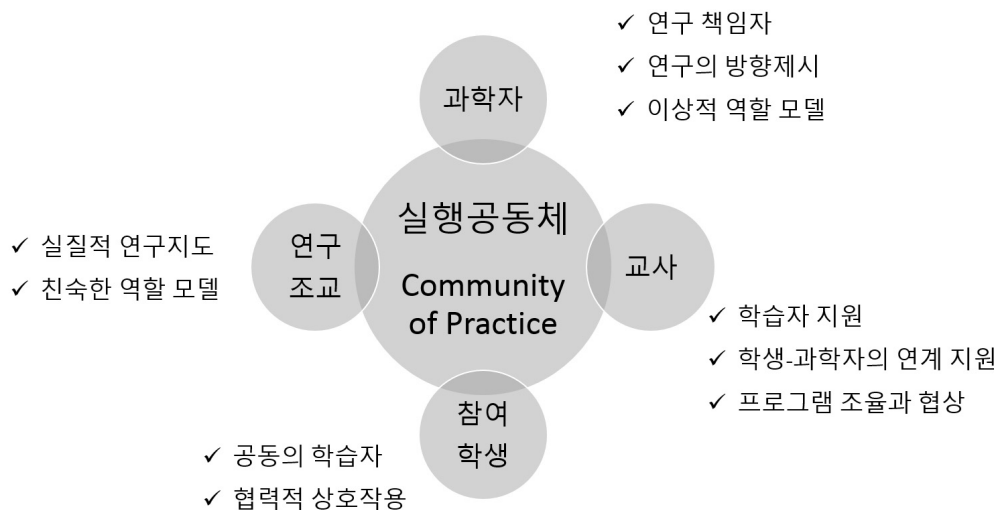 과학자
✓ 연구 책임자
✓ 연구의 방향제시
✓ 이상적 역할 모델
실행공동체
Community
of Practice
연구
조교
✓ 실질적 연구지도
✓ 친숙한 역할 모델
교사
✓ 학습자 지원
✓ 학생-과학자의 연계 지원
✓ 프로그램 조율과 협상
참여
학생
✓ 공동의 학습자
✓ 협력적 상호작용